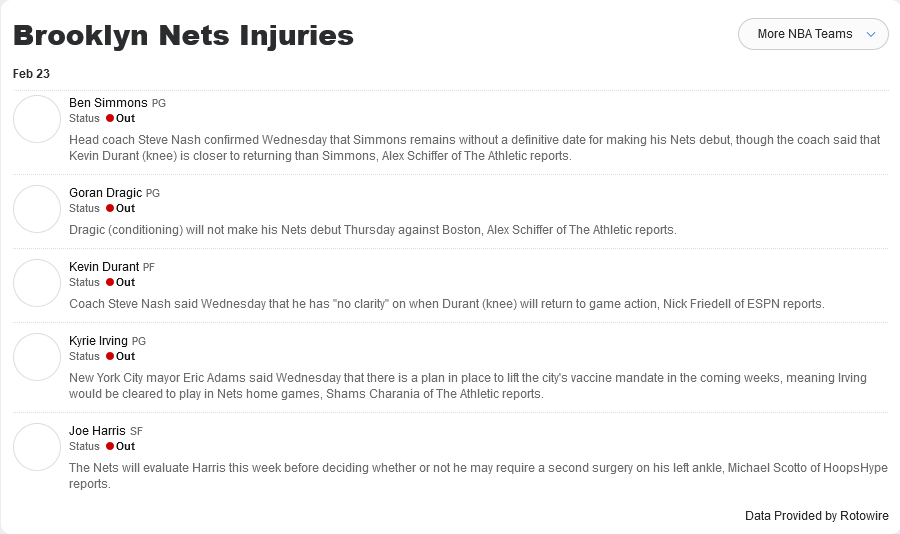 Brooklyn Nets Injuries
More NBA Teams
Feb 23
Ben Simmons PG
Status Out
Head coach Steve Nash confirmed Wednesday that Simmons remains without a definitive date for making his Nets debut, though the coach said that
Kevin Durant (knee) is closer to returning than Simmons, Alex Schiffer of The Athletic reports.
Goran Dragic PG
Status Out
Dragic (conditioning) will not make his Nets debut Thursday against Boston, Alex Schiffer of The Athletic reports.
Kevin Durant PF
Status Out
Coach Steve Nash said Wednesday that he has "no clarity" on when Durant (knee) will return to game action, Nick Friedell of ESPN reports.
Kyrie Irving PG
Status Out
New York City mayor Eric Adams said Wednesday that there is a plan in place to lift the city's vaccine mandate in the coming weeks, meaning Irving
would be cleared to play in Nets home games, Shams Charania of The Athletic reports.
Joe Harris SF
Status Out
The Nets will evaluate Harris this week before deciding whether or not he may require a second surgery on his left ankle, Michael Scotto of HoopsHype
reports.
Data Provided by Rotowire